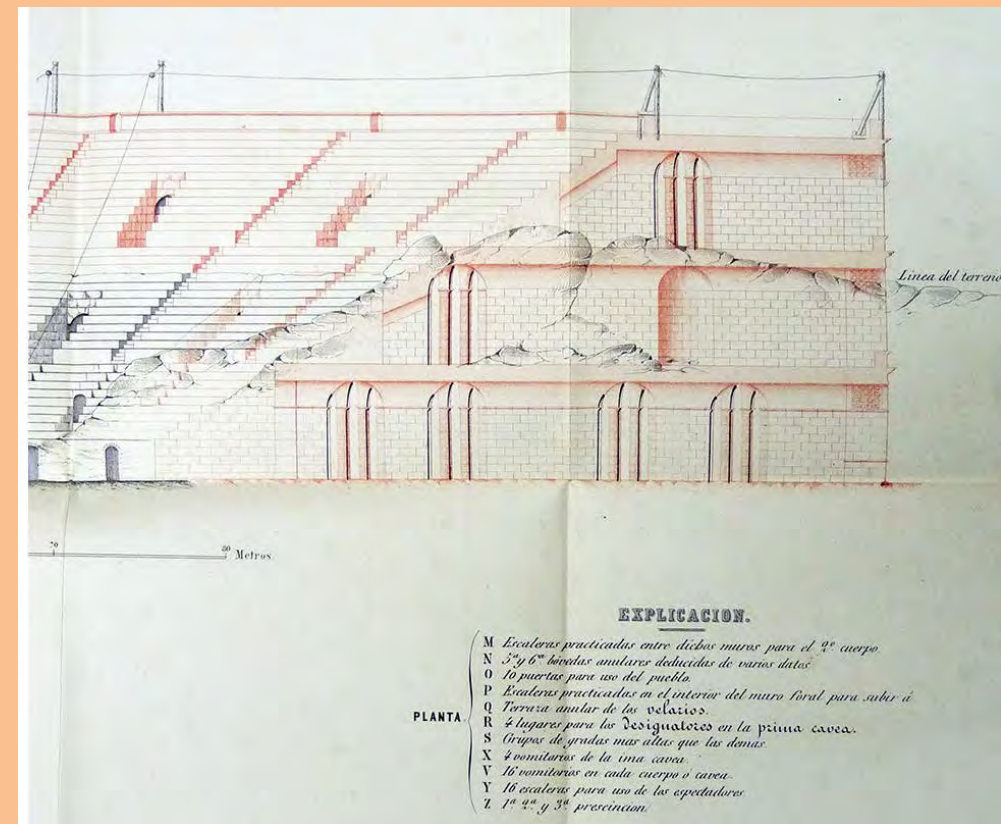 Linea del terreno
70
80 Metros.
EXPLICACION.
PLANTA.
M Escaleras practicadas entre dichos muros para el 2º cuerpo.
N 5ª y 6ª bóvedas anulares deducidas de varios datos
O 10 puertas para uso del pueblo.
P Escaleras practicadas en el interior del muro foral para subir á
Q Terraza anular de los velarios.
R 4 lugares para los Designatores en la prima cavea.
S Grupos de gradas mas altas que las demas.
X 4 vomitorios de la ima cavea.
V 16 vomitorios en cada cuerpo ó cavea.
Y 16 escaleras para uso de los espectadores.
Z 1ª 2ª y 3ª prescincion.